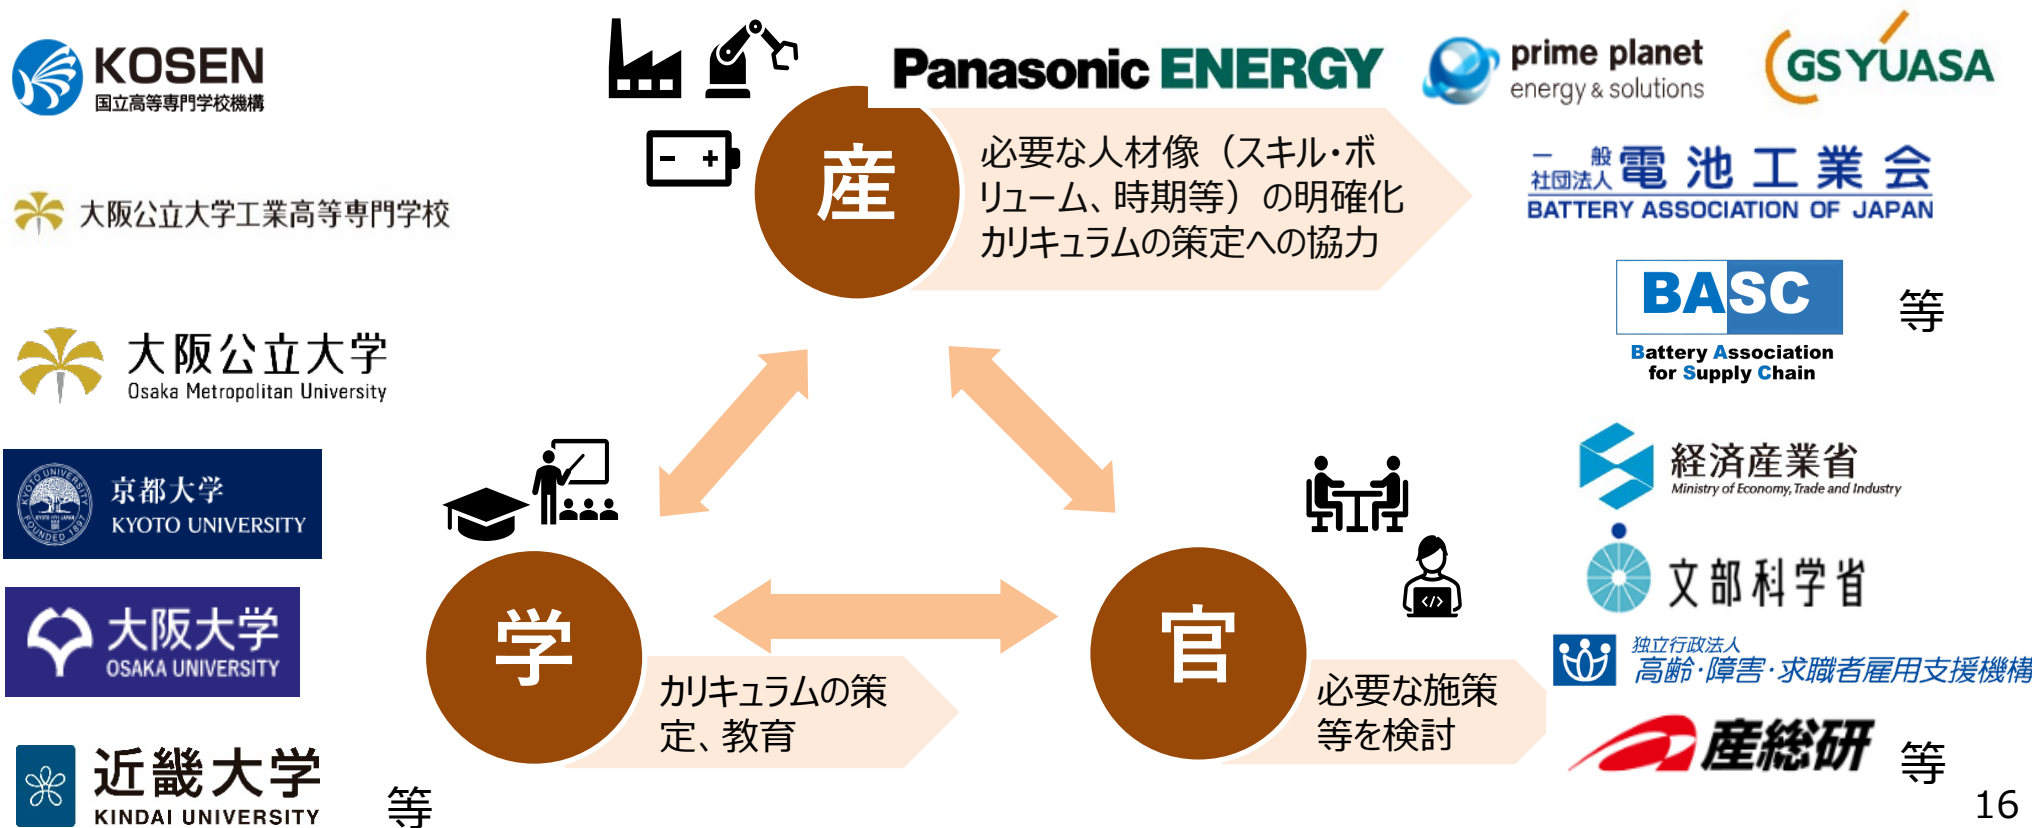 KOSEN
国立高等専門学校機構
大阪公立大学工業高等専門学校
大阪公立大学
Osaka Metropolitan University
京都大学
KYOTO UNIVERSITY
大阪大学
OSAKA UNIVERSITY
近畿大学
KINDAI UNIVERSITY
等
産
必要な人材像（スキル・ボ
リューム、時期等）の明確化
カリキュラムの策定への協力
Panasonic ENERGY
prime planet
energy & solutions
GS YUASA
一般
社団法人 電池工業会
BATTERY ASSOCIATION OF JAPAN
BASC
Battery Association
for Supply Chain
等
学
カリキュラムの策
定、教育
官
必要な施策
等を検討
</>
経済産業省
Ministry of Economy, Trade and Industry
文部科学省
独立行政法人
高齢・障害・求職者雇用支援機構
産総研
等
16